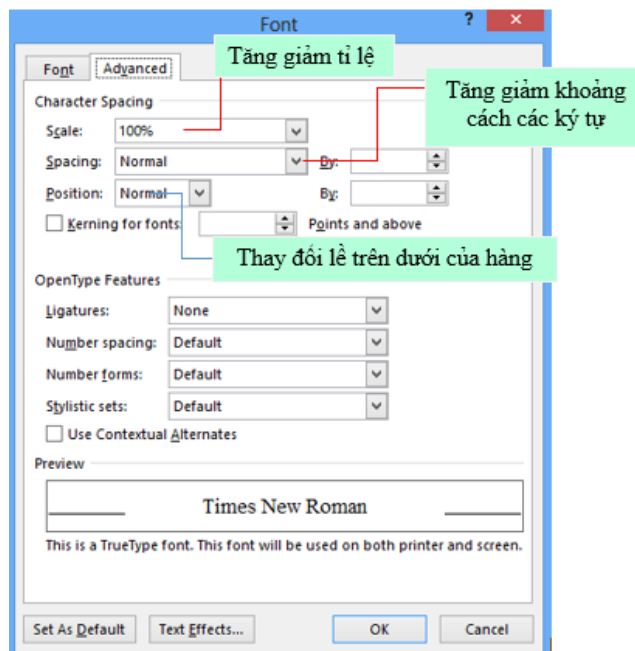 Font
?
Font Advanced
Tăng giảm tỉ lệ
Character Spacing
Tăng giảm khoảng
cách các ký tự
Scale: 100%
Spacing: Normal By:
Position: Normal By:
Kerning for fonts: Points and above
Thay đổi lề trên dưới của hàng
OpenType Features
Ligatures: None
Number spacing: Default
Number forms: Default
Stylistic sets: Default
Use Contextual Alternates
Preview
Times New Roman
This is a TrueType font. This font will be used on both printer and screen.
Set As Default Text Effects... OK Cancel